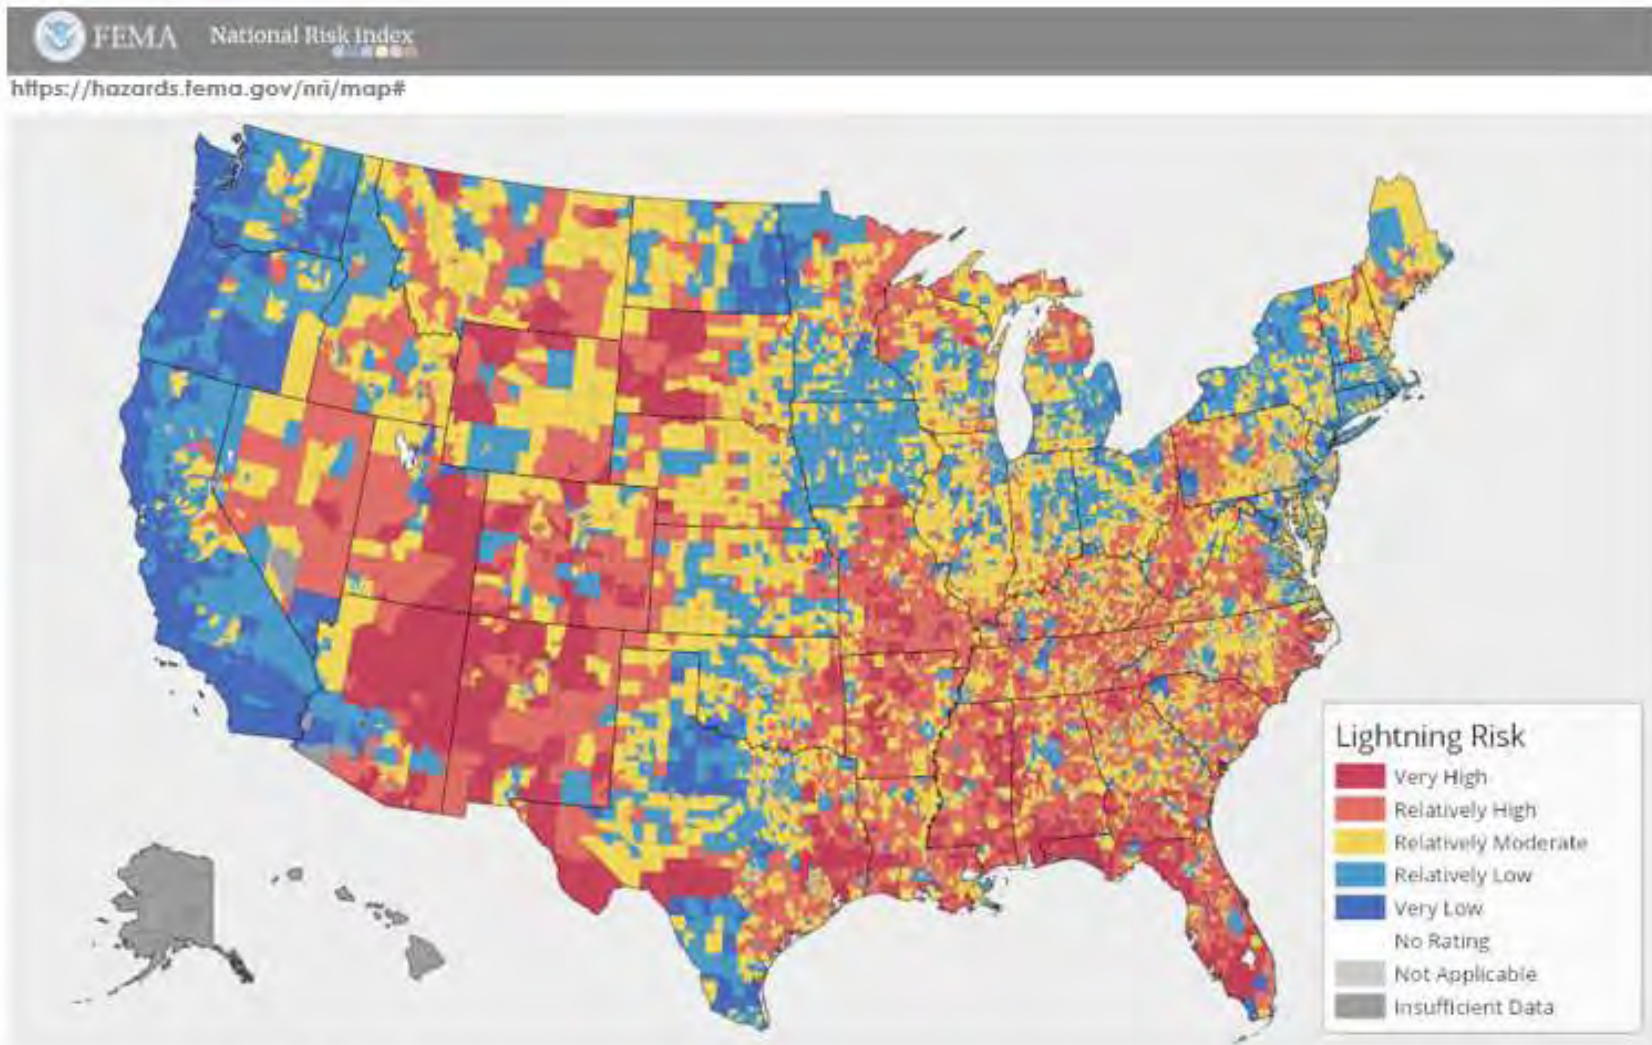 FEMA National Risk Index
https://hazards.fema.gov/nri/map#
Lightning Risk
Very High
Relatively High
Relatively Moderate
Relatively Low
Very Low
No Rating
Not Applicable
Insufficient Data